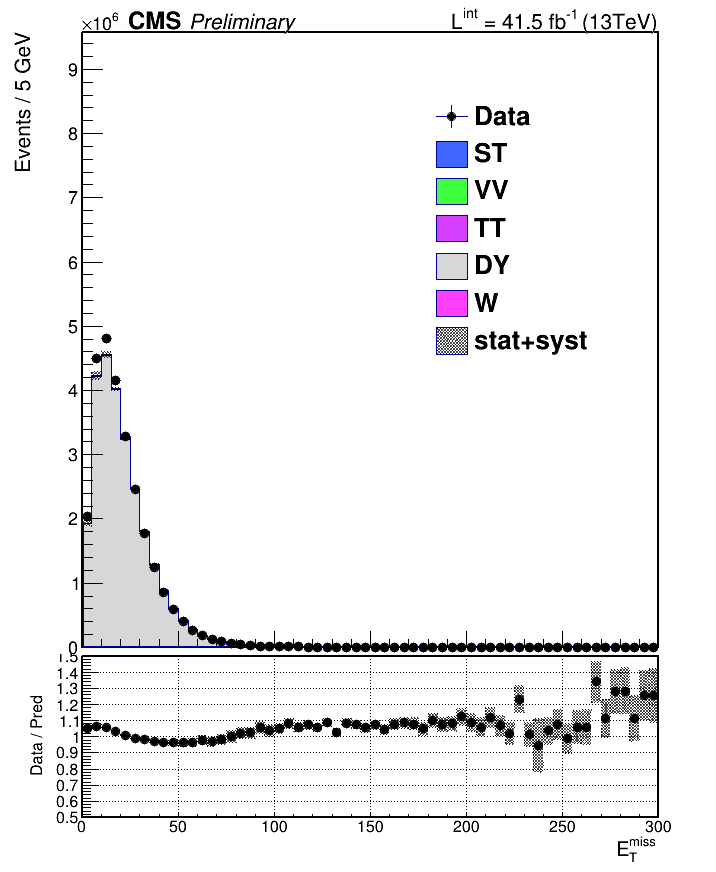 ×10⁶ CMS Preliminary L^int = 41.5 fb⁻¹ (13TeV)
Events / 5 GeV
9
8
7
6
5
4
3
2
1
0
Data
ST
VV
TT
DY
W
stat+syst
Data / Pred
1.5
1.4
1.3
1.2
1.1
1
0.9
0.8
0.7
0.6
0.5
0 50 100 150 200 250 300
E_T^miss